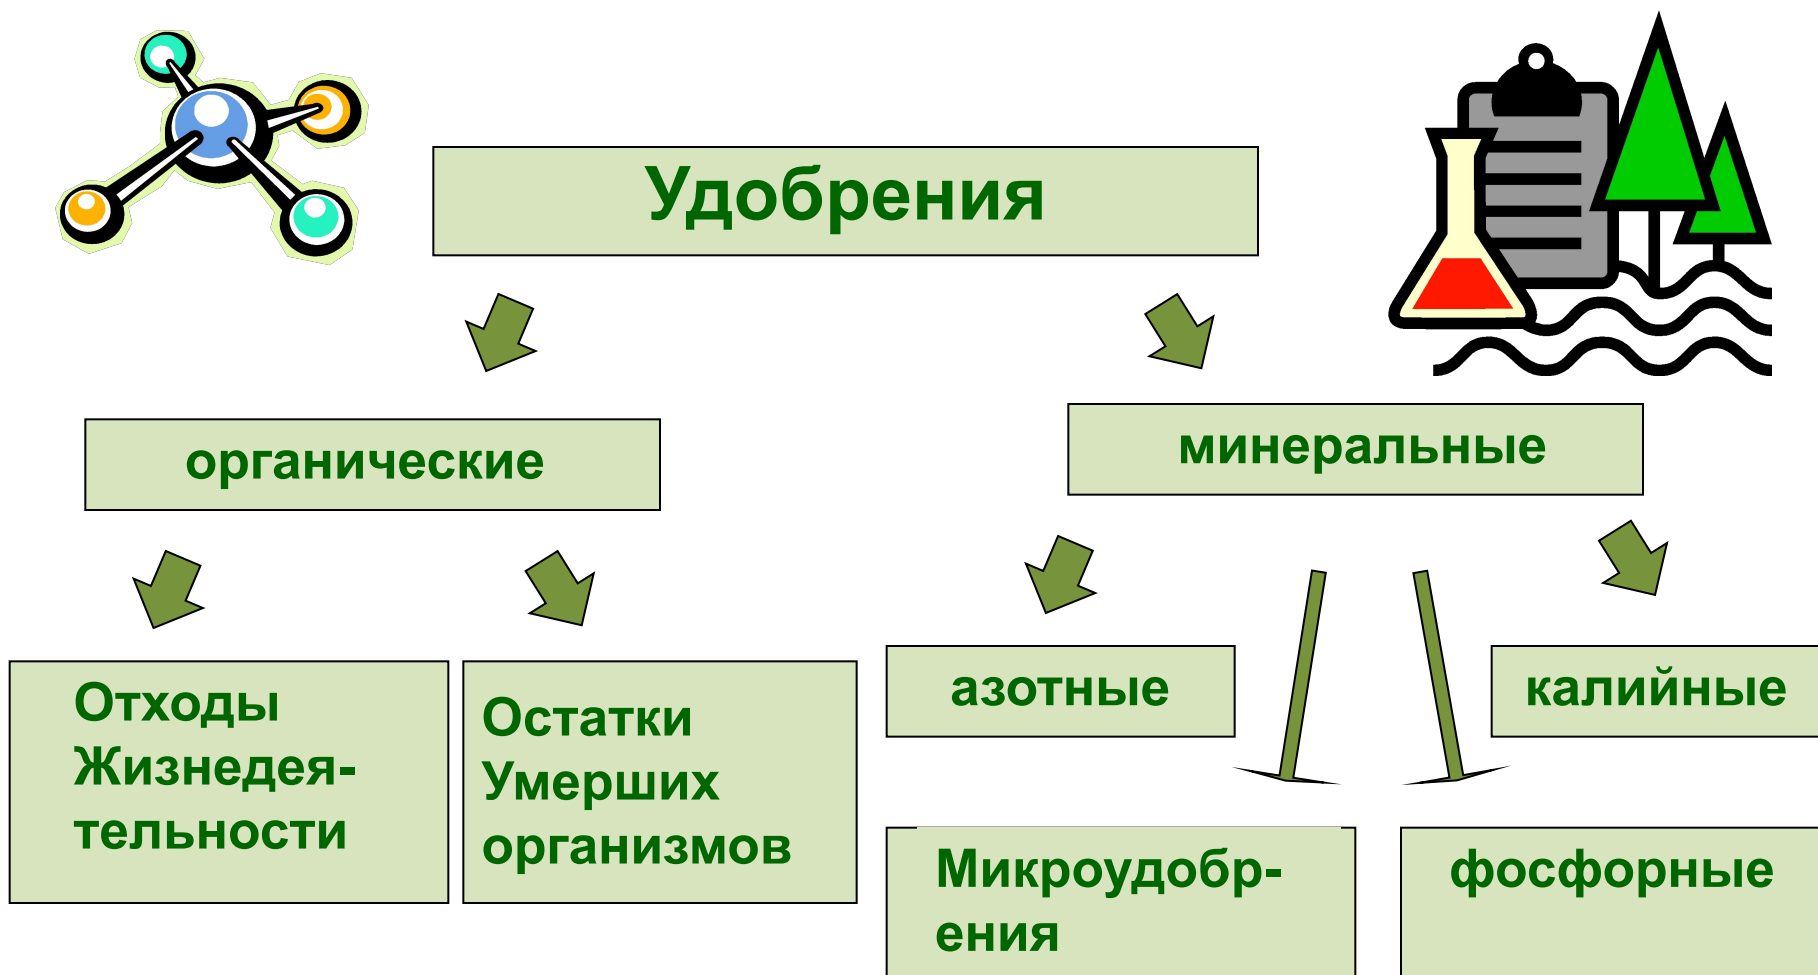 Удобрения
органические
минеральные
Отходы
Жизнедея-
тельности
Остатки
Умерших
организмов
азотные
калийные
Микроудобр-
ения
фосфорные